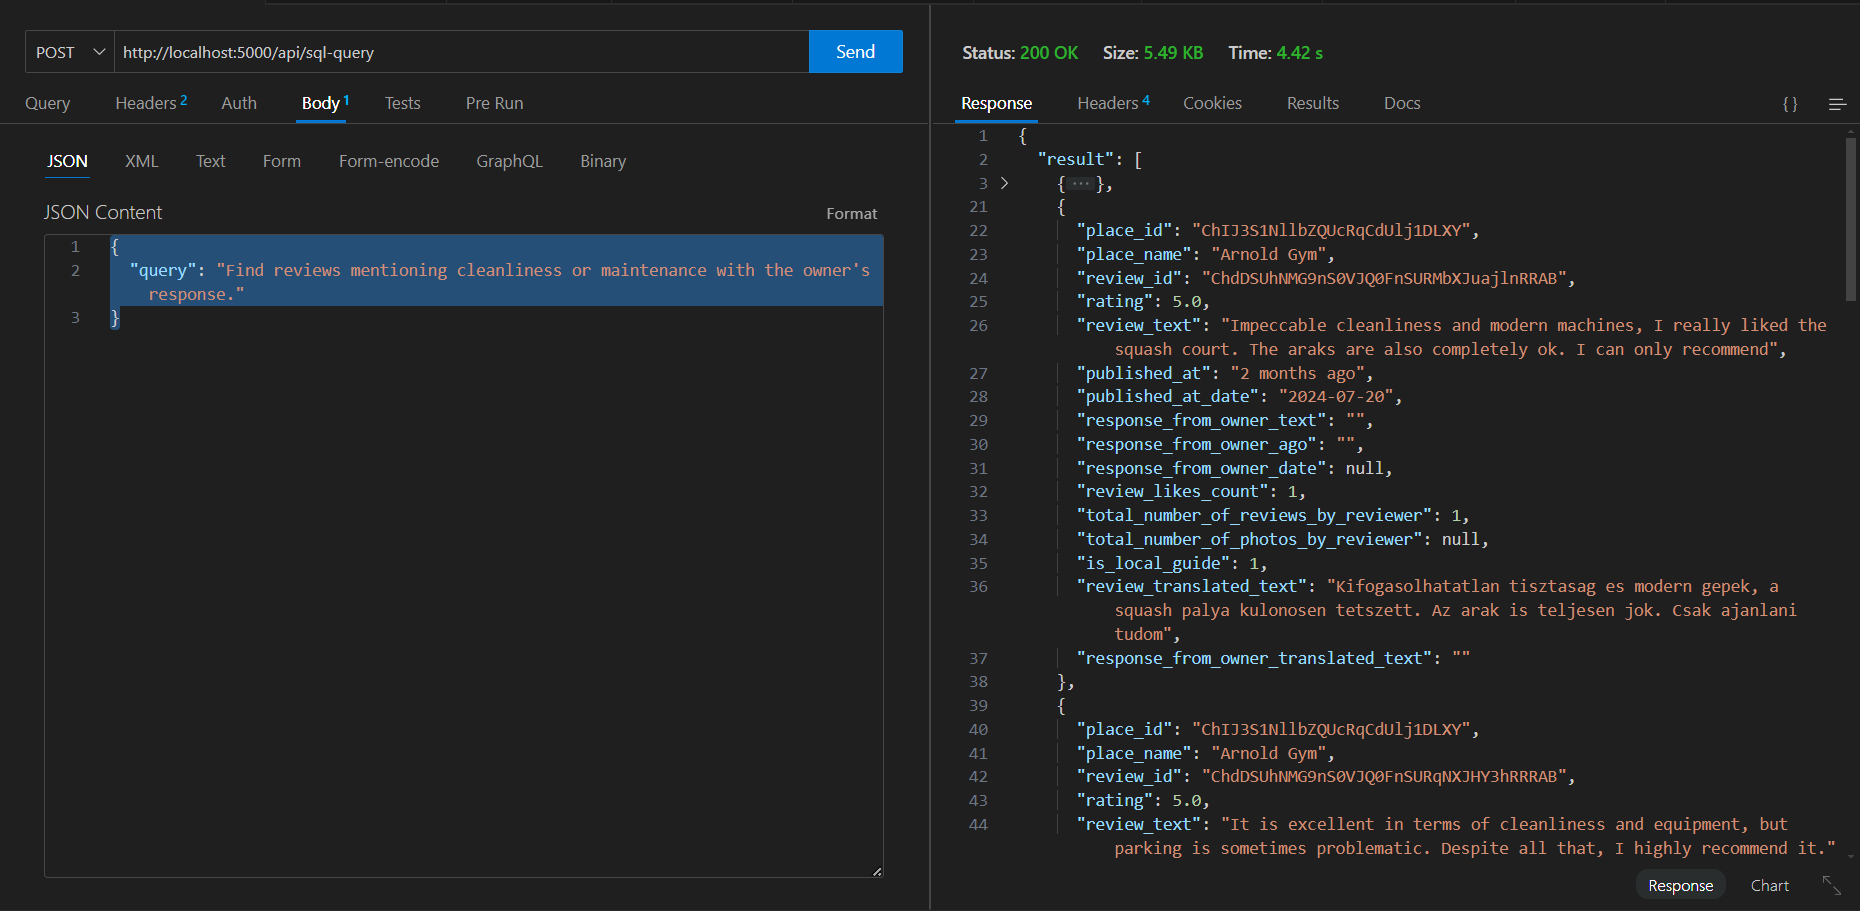 POST
http://localhost:5000/api/sql-query
Send
Query
Headers 2
Auth
Body 1
Tests
Pre Run
JSON
XML
Text
Form
Form-encode
GraphQL
Binary
JSON Content
Format
1 {
2 "query": "Find reviews mentioning cleanliness or maintenance with the owner's
response."
3 }
Status: 200 OK Size: 5.49 KB Time: 4.42 s
Response
Headers 4
Cookies
Results
Docs
{ }
1 {
2 "result": [
3 { ··· },
21 {
22 "place_id": "ChIJ3S1NllbZQUcRqCdUlj1DLXY",
23 "place_name": "Arnold Gym",
24 "review_id": "ChdDSUhNMG9nS0VJQ0FnSURMbXJuajlnRRAB",
25 "rating": 5.0,
26 "review_text": "Impeccable cleanliness and modern machines, I really liked the
squash court. The araks are also completely ok. I can only recommend",
27 "published_at": "2 months ago",
28 "published_at_date": "2024-07-20",
29 "response_from_owner_text": "",
30 "response_from_owner_ago": "",
31 "response_from_owner_date": null,
32 "review_likes_count": 1,
33 "total_number_of_reviews_by_reviewer": 1,
34 "total_number_of_photos_by_reviewer": null,
35 "is_local_guide": 1,
36 "review_translated_text": "Kifogasolhatatlan tisztasag es modern gepek, a
squash palya kulonosen tetszett. Az arak is teljesen jok. Csak ajanlani
tudom",
37 "response_from_owner_translated_text": ""
38 },
39 {
40 "place_id": "ChIJ3S1NllbZQUcRqCdUlj1DLXY",
41 "place_name": "Arnold Gym",
42 "review_id": "ChdDSUhNMG9nS0VJQ0FnSURqNXJHY3hRRRAB",
43 "rating": 5.0,
44 "review_text": "It is excellent in terms of cleanliness and equipment, but
parking is sometimes problematic. Despite all that, I highly recommend it."
Response
Chart